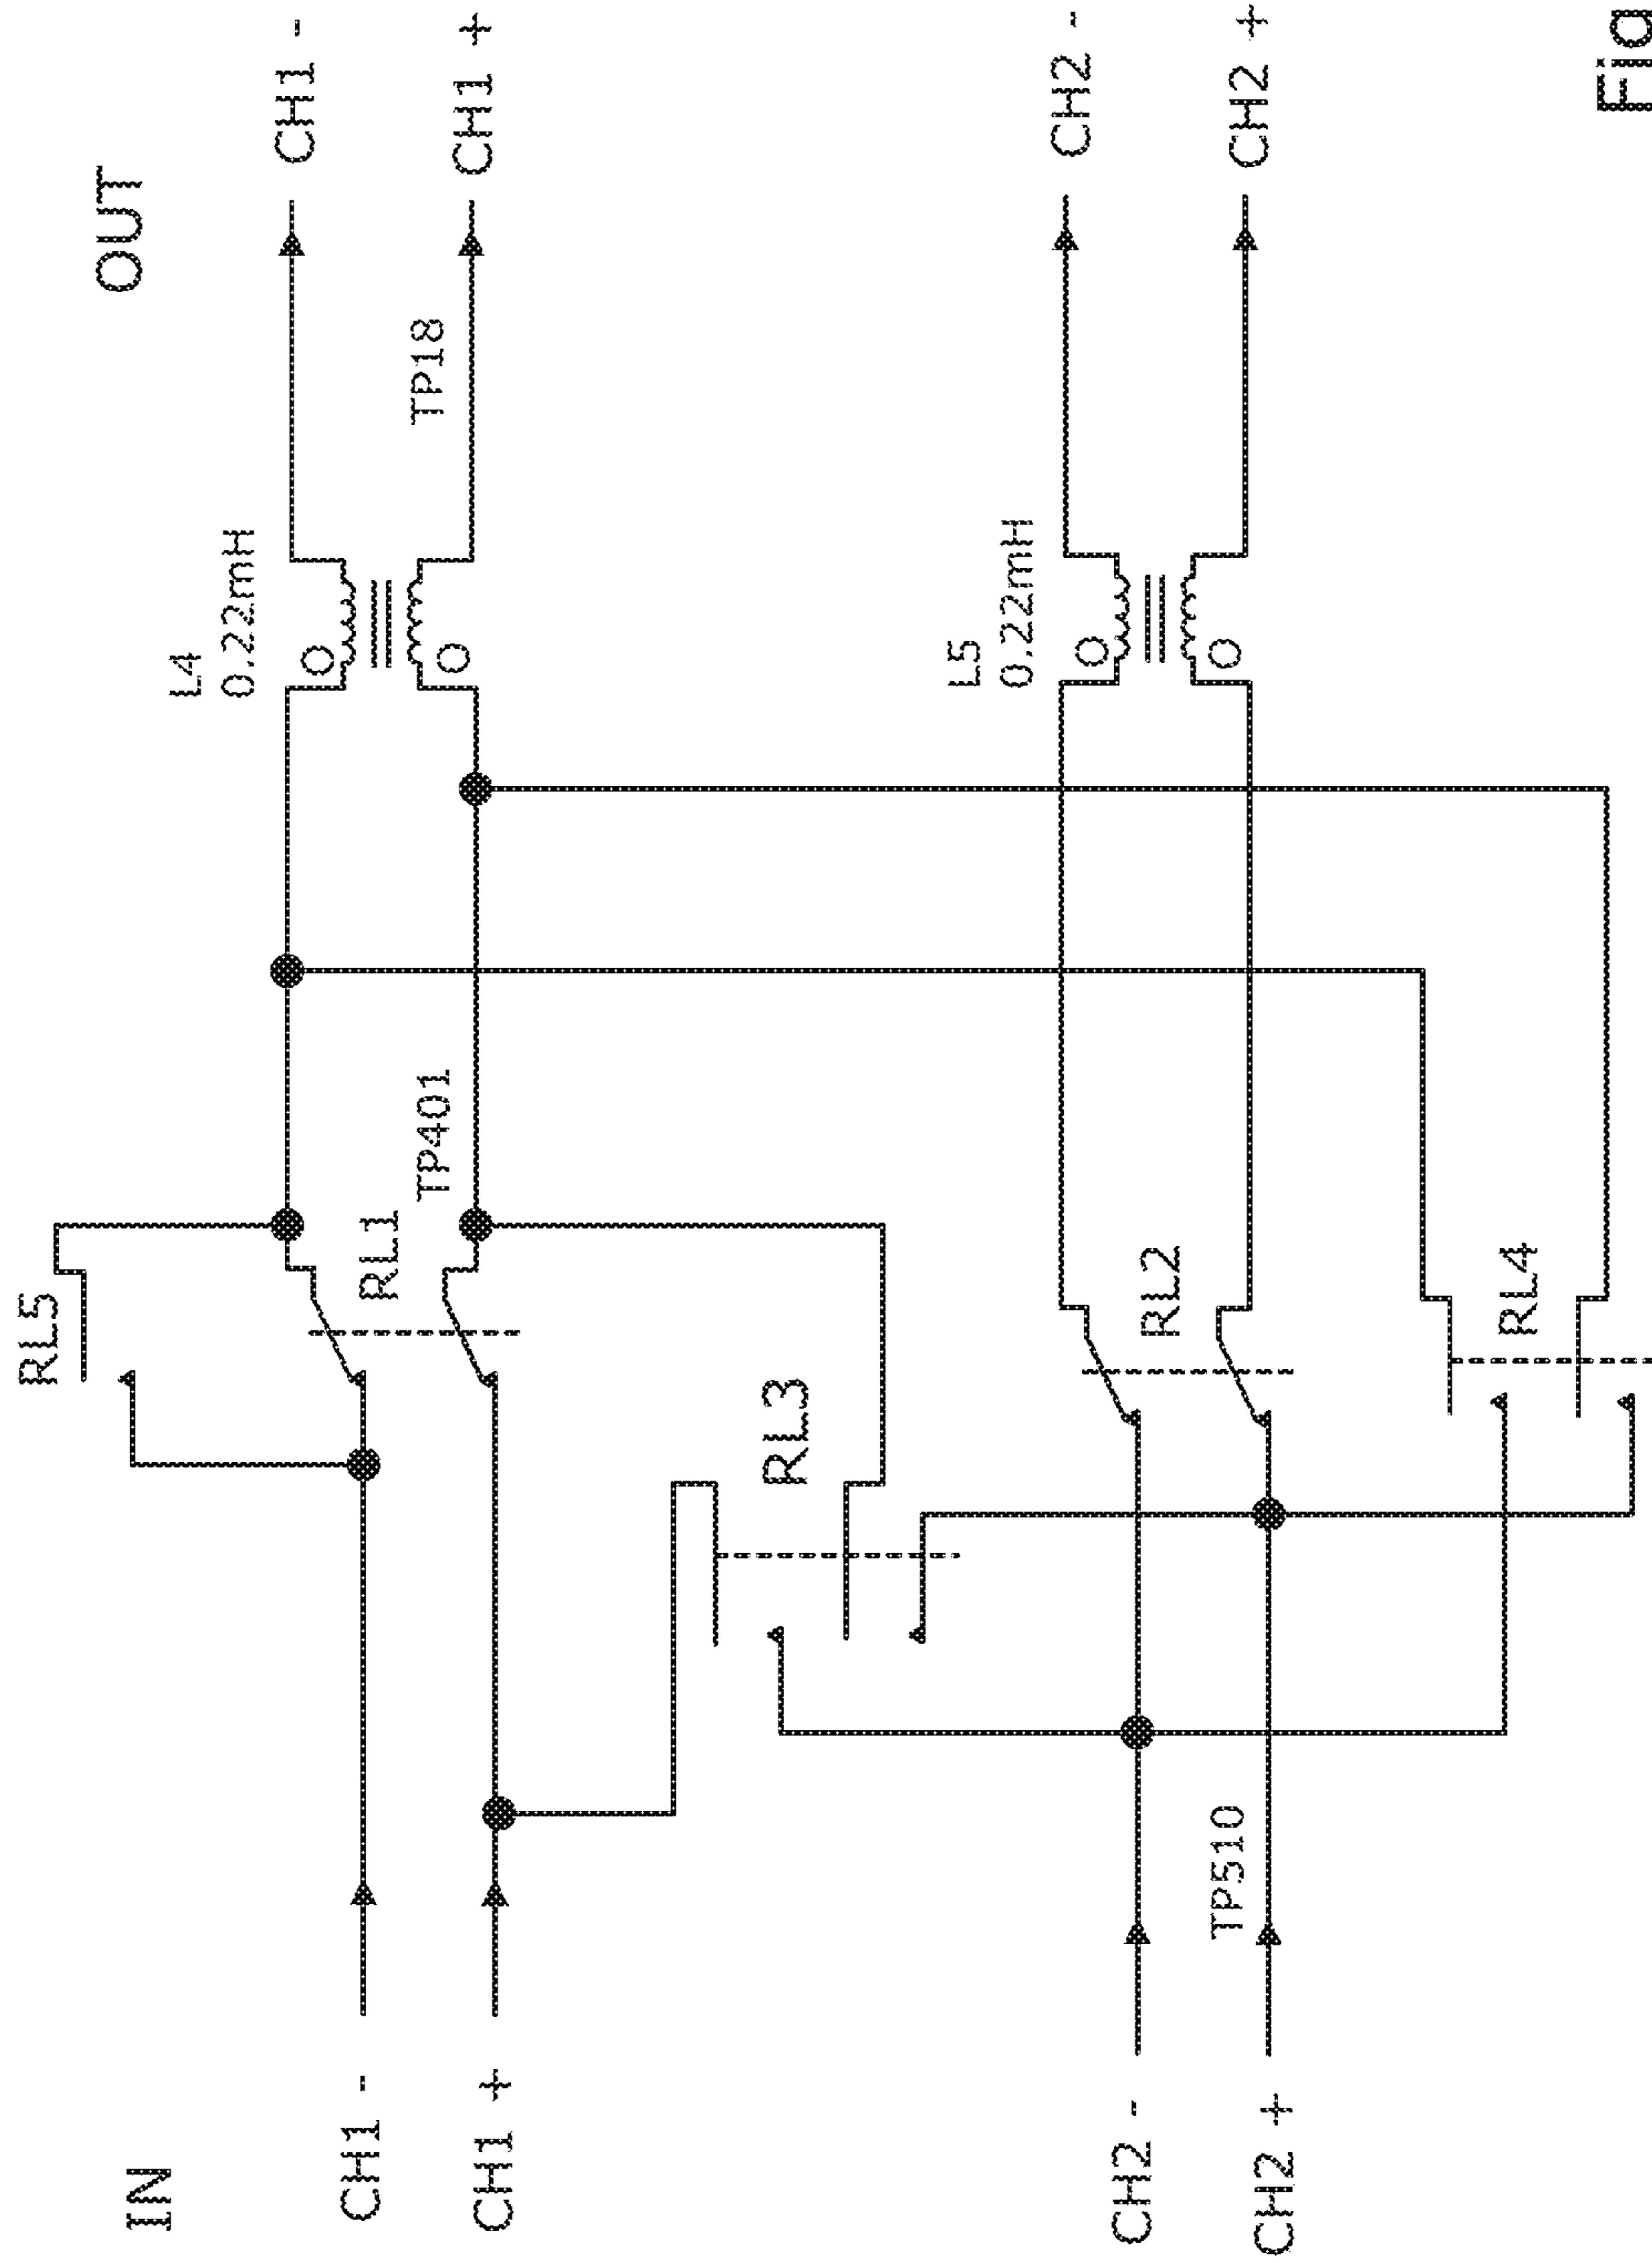 IN
OUT
CH1 -
CH1 +
CH2 -
CH2 +
RL5
RL1
TP401
RL3
RL2
RL4
TP510
L4
0.22mH
TP18
L5
0.22mH
CH1 -
CH1 +
CH2 -
CH2 +